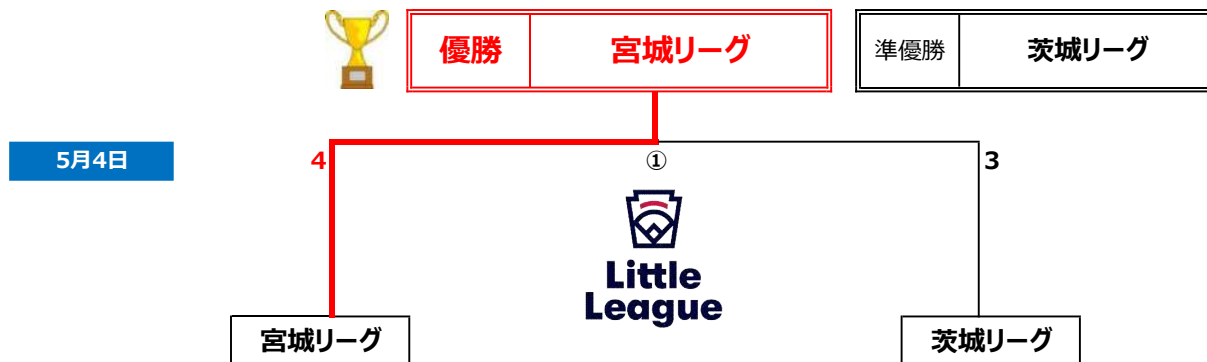 優勝 宮城リーグ 準優勝 茨城リーグ
5月4日 4 ① 3
Little
League
宮城リーグ 茨城リーグ